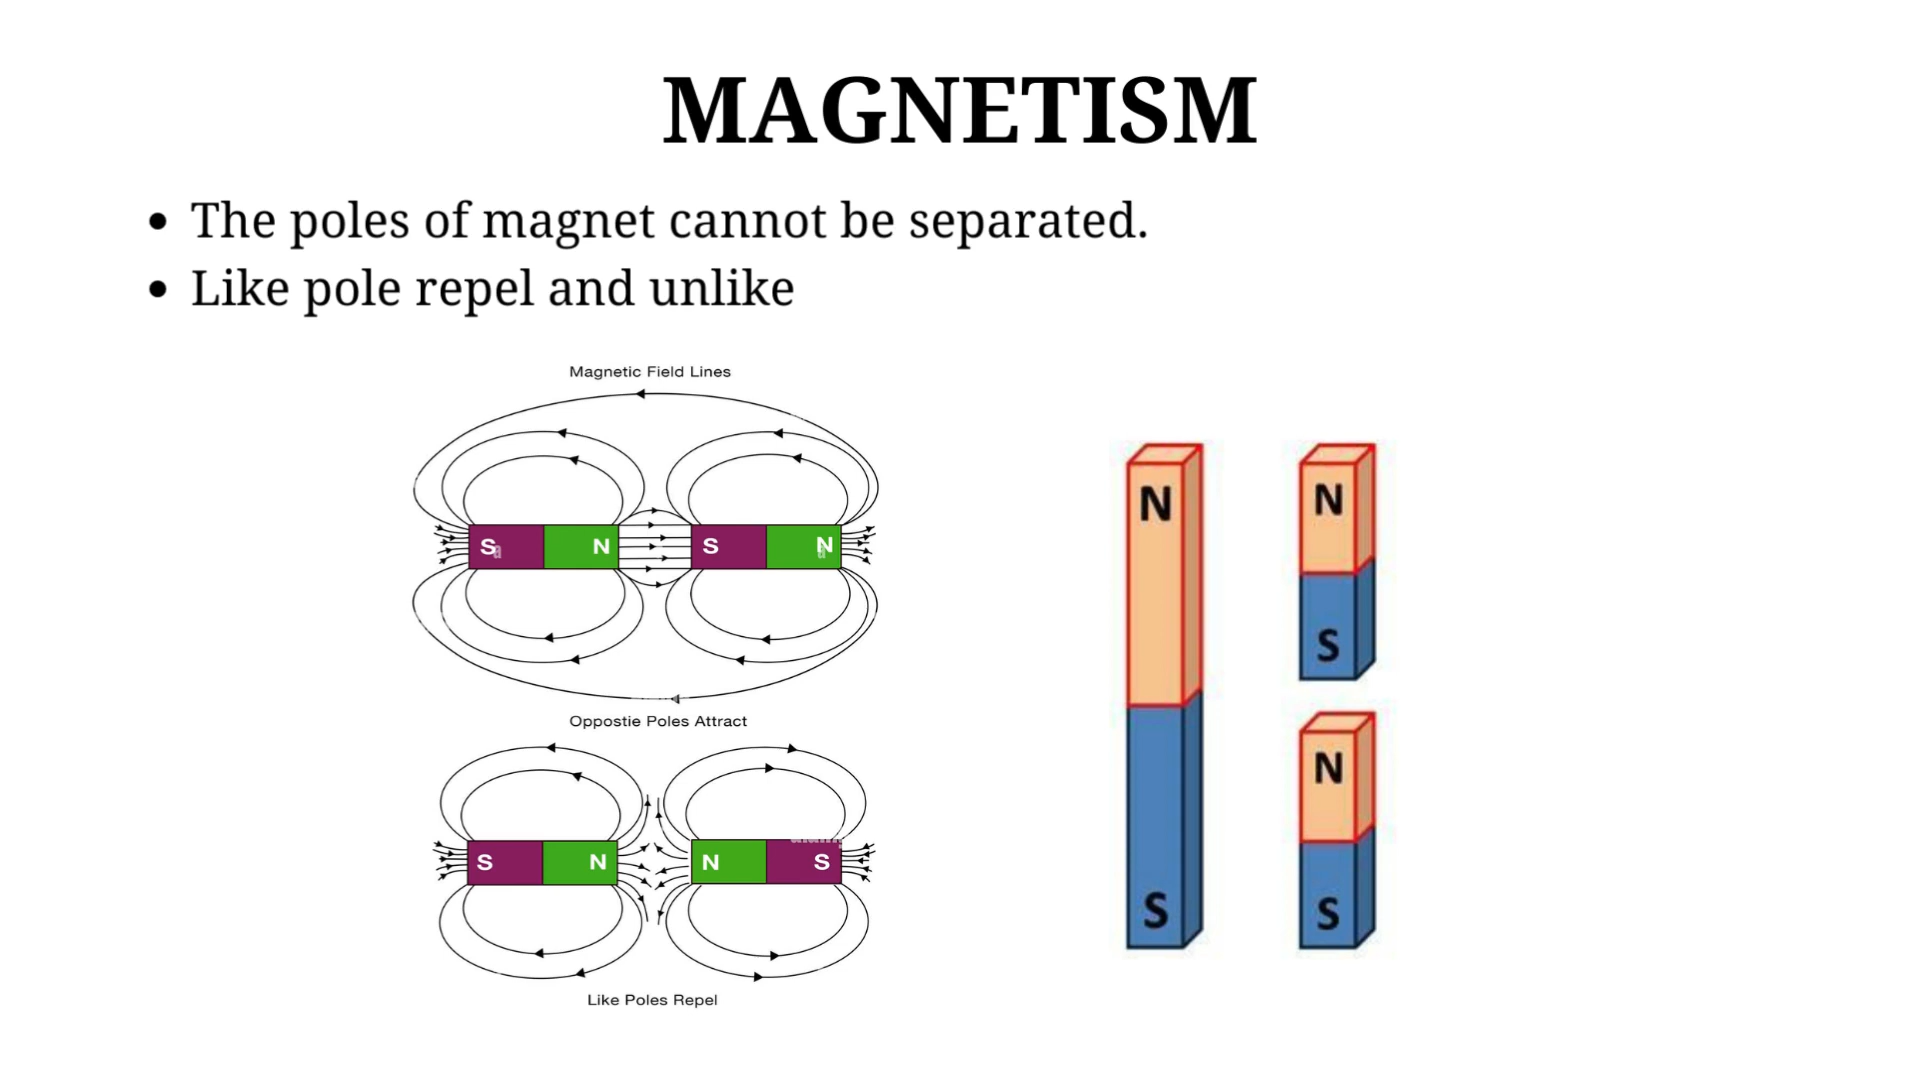 MAGNETISM
• The poles of magnet cannot be separated.
• Like pole repel and unlike
Magnetic Field Lines
S N S N
Oppostie Poles Attract
S N N S
Like Poles Repel
N
S
N
S
N
S